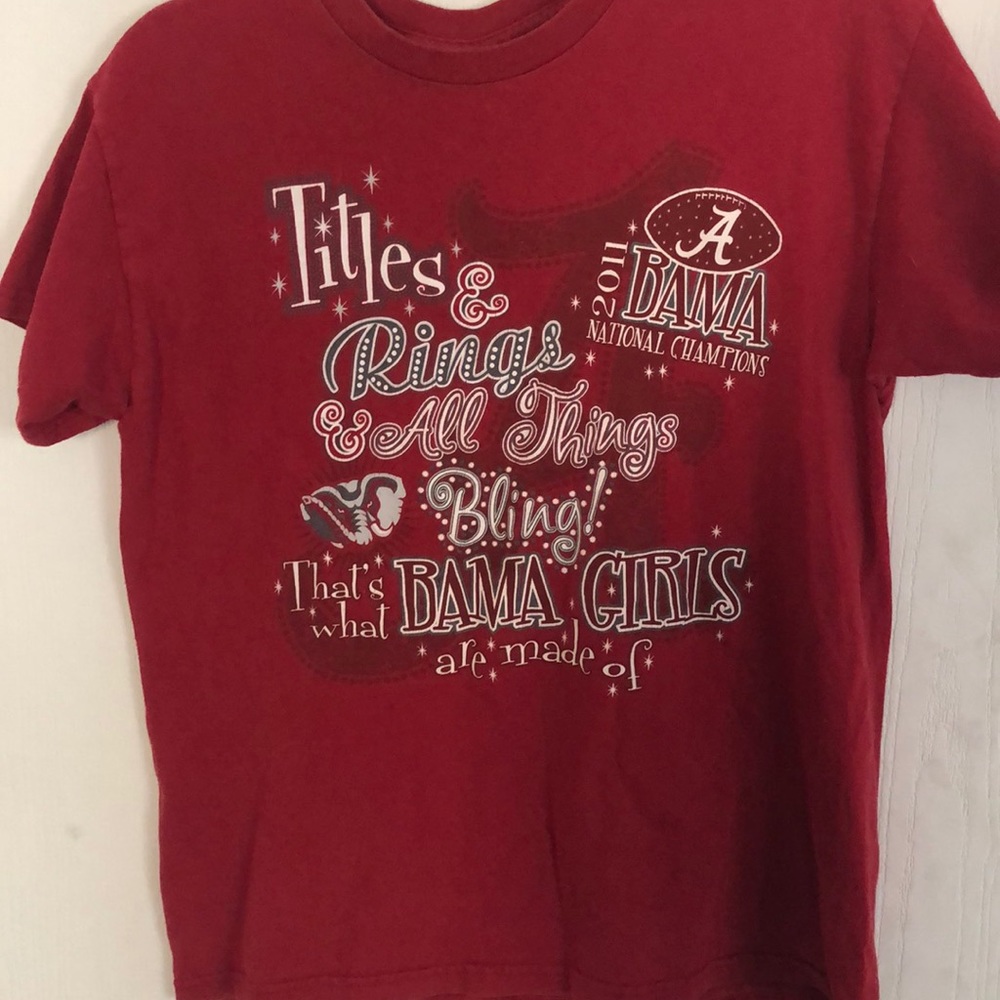 Titles &
Rings
& All Things
Bling!
That's
what
BAMA GIRLS
are made of
A
2011
BAMA
NATIONAL CHAMPIONS